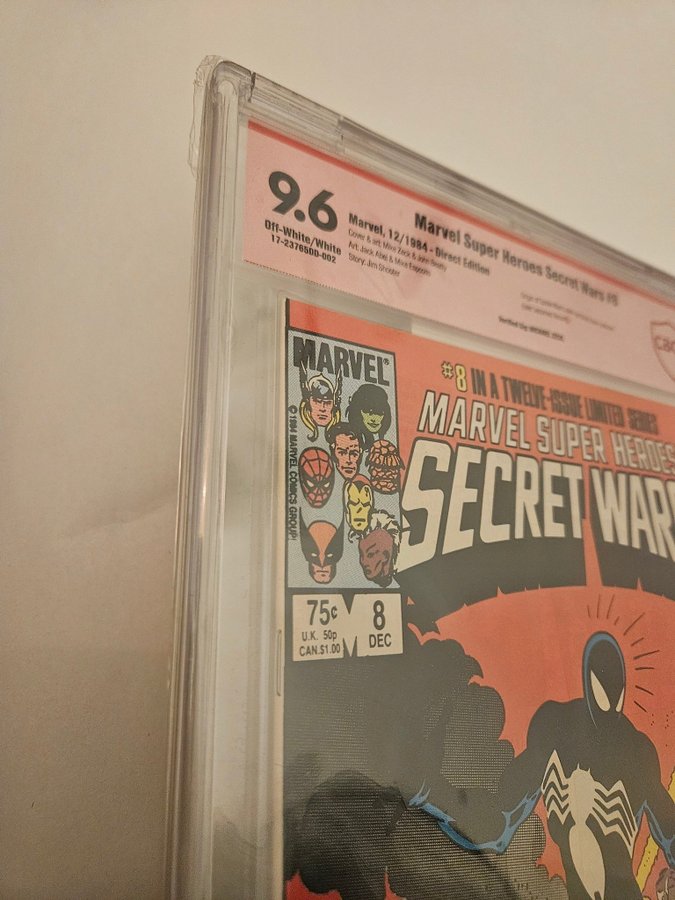 9.6
Off-White/White
17-23765DD-002
Marvel Super Heroes Secret Wars #8
Marvel, 12/1984 - Direct Edition
Cover & art: Mike Zeck & John Beatty
Art: Jack Abel & Mike Esposito
Story: Jim Shooter
MARVEL®
© 1984 MARVEL COMICS GROUP
#8 IN A TWELVE-ISSUE LIMITED SERIES
MARVEL SUPER HEROES
SECRET WARS
75¢
U.K. 50p
CAN.$1.00
8
DEC